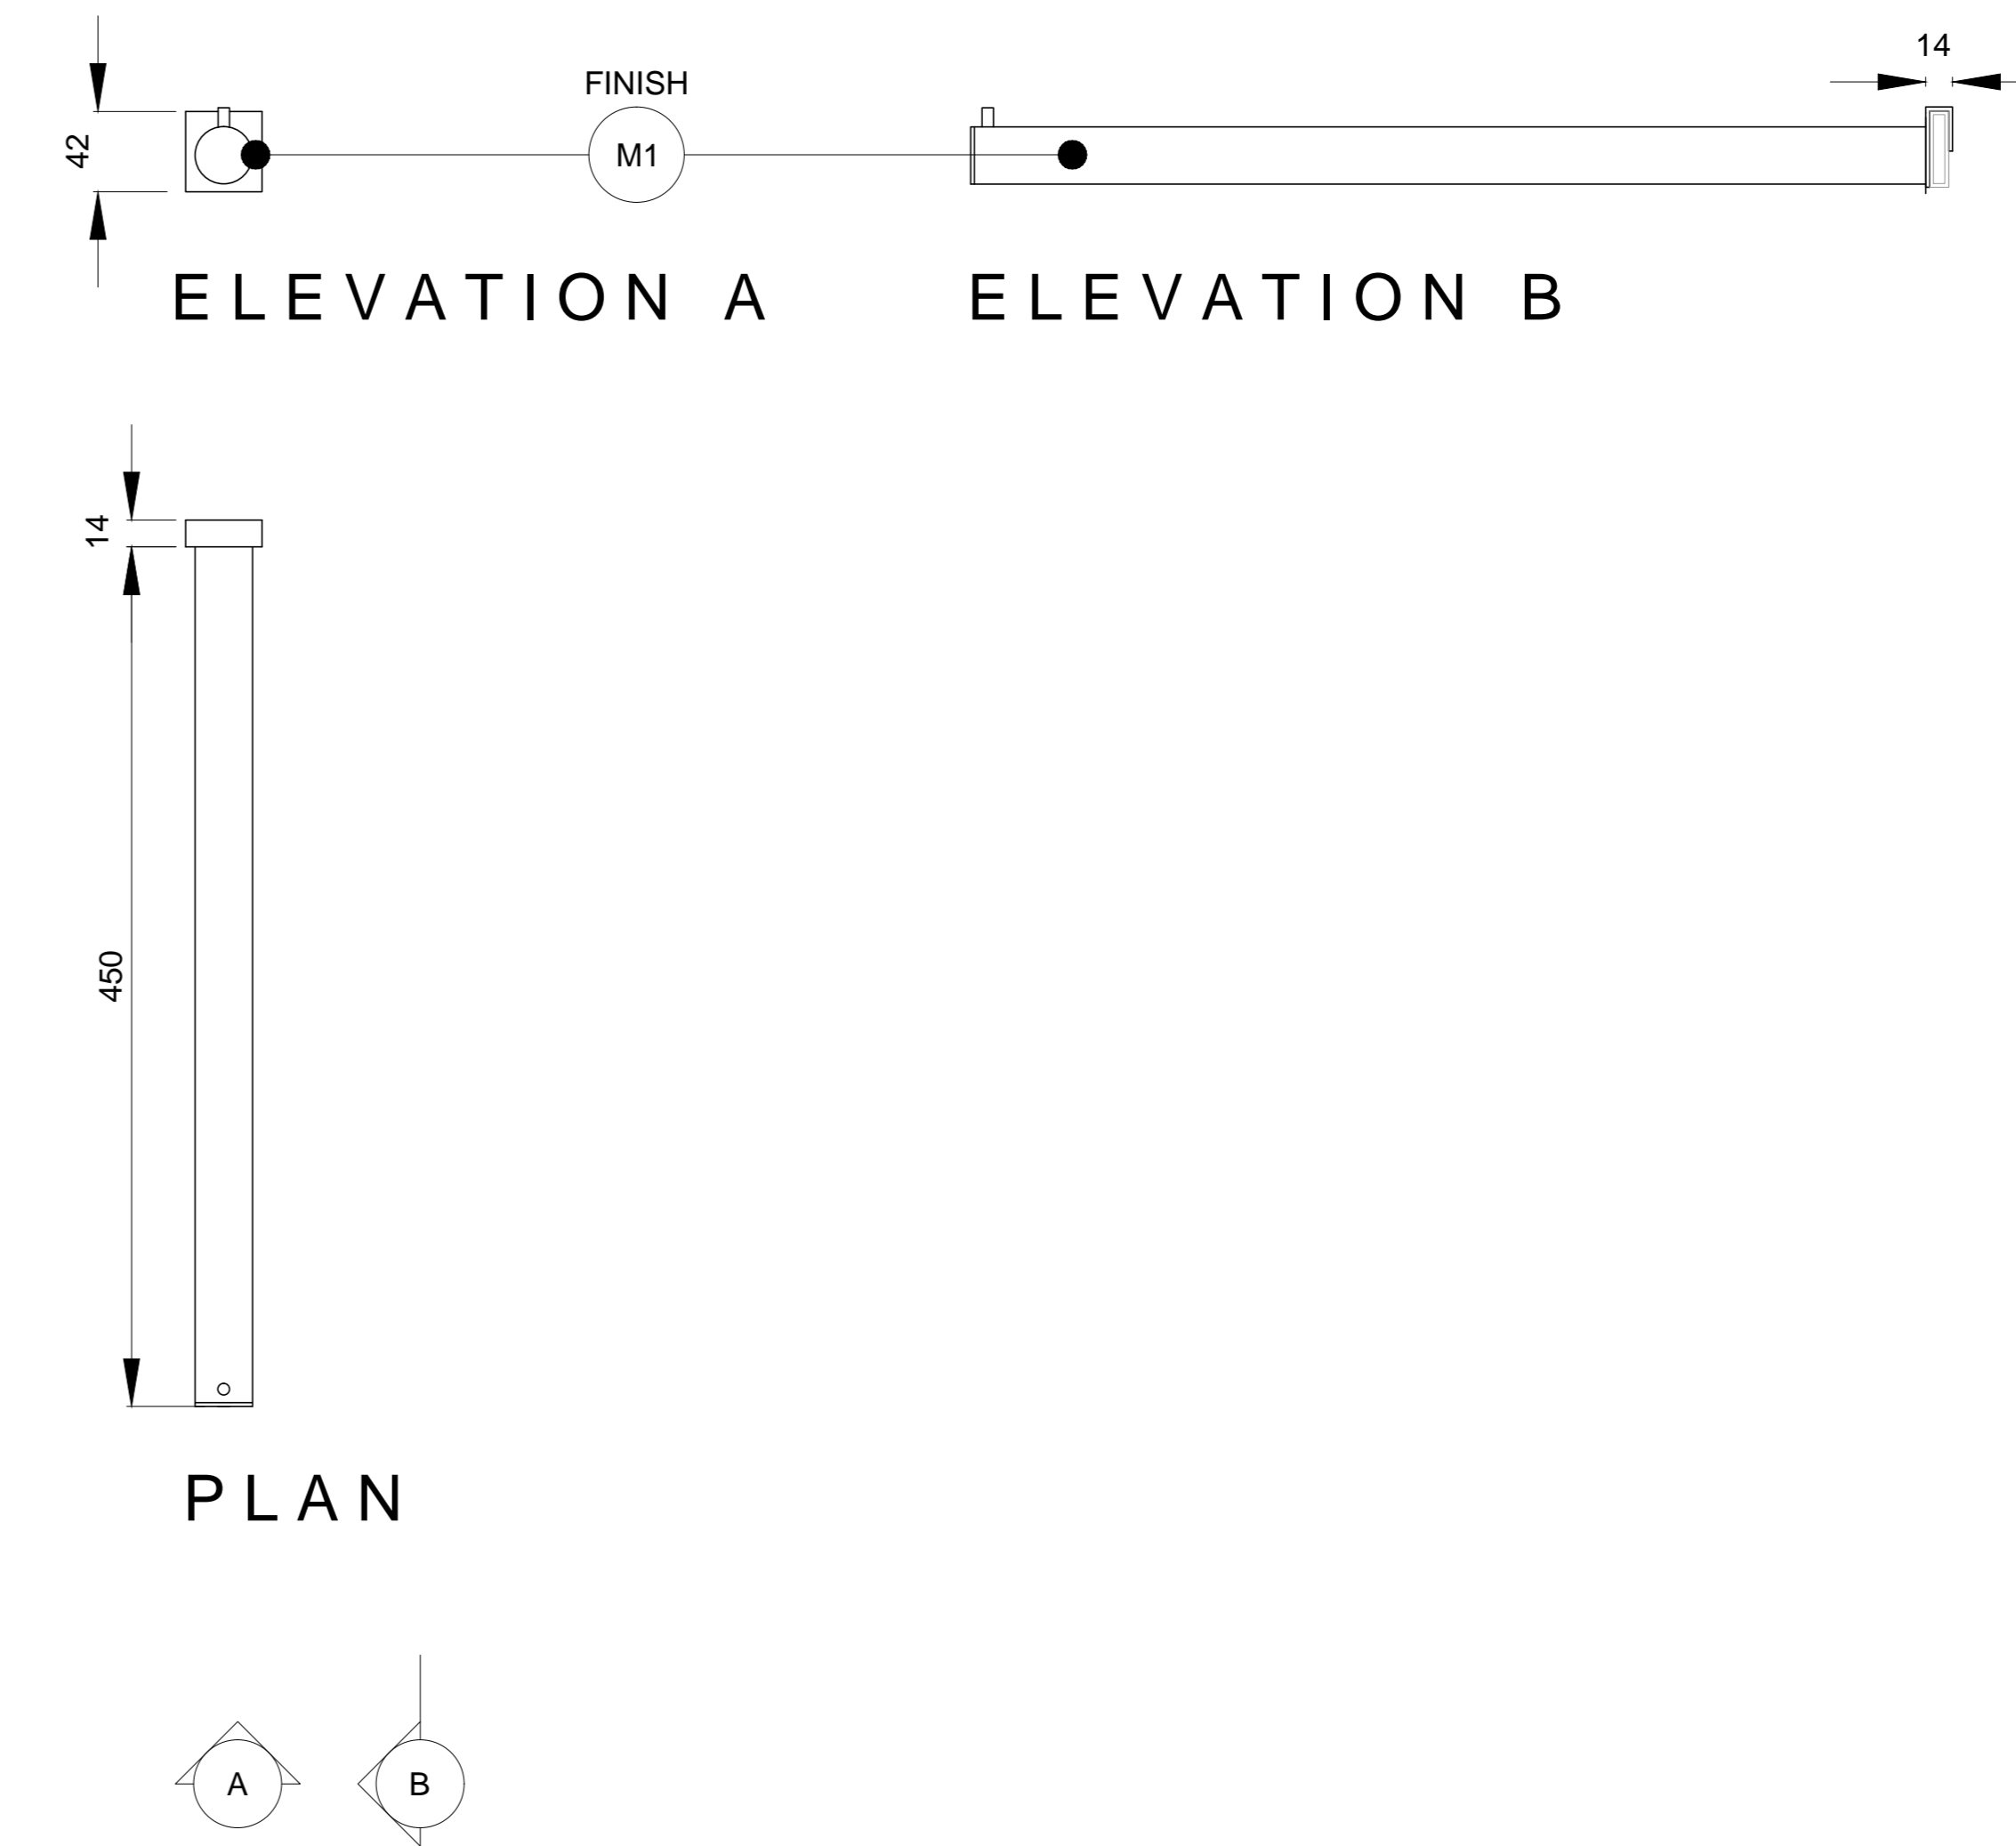 14
FINISH
42
M1
ELEVATION A
ELEVATION B
14
450
PLAN
A
B